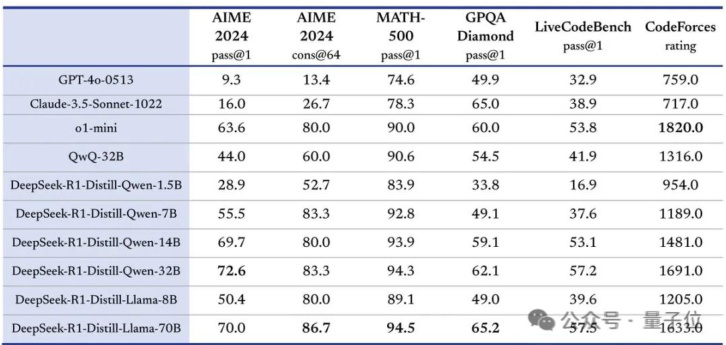 AIME 2024 pass@1 AIME 2024 cons@64 MATH-500 pass@1 GPQA Diamond pass@1 LiveCodeBench pass@1 CodeForces rating
GPT-4o-0513 9.3 13.4 74.6 49.9 32.9 759.0
Claude-3.5-Sonnet-1022 16.0 26.7 78.3 65.0 38.9 717.0
o1-mini 63.6 80.0 90.0 60.0 53.8 1820.0
QwQ-32B 44.0 60.0 90.6 54.5 41.9 1316.0
DeepSeek-R1-Distill-Qwen-1.5B 28.9 52.7 83.9 33.8 16.9 954.0
DeepSeek-R1-Distill-Qwen-7B 55.5 83.3 92.8 49.1 37.6 1189.0
DeepSeek-R1-Distill-Qwen-14B 69.7 80.0 93.9 59.1 53.1 1481.0
DeepSeek-R1-Distill-Qwen-32B 72.6 83.3 94.3 62.1 57.2 1691.0
DeepSeek-R1-Distill-Llama-8B 50.4 80.0 89.1 49.0 39.6 1205.0
DeepSeek-R1-Distill-Llama-70B 70.0 86.7 94.5 65.2 57.5 1633.0
公众号 · 量子位